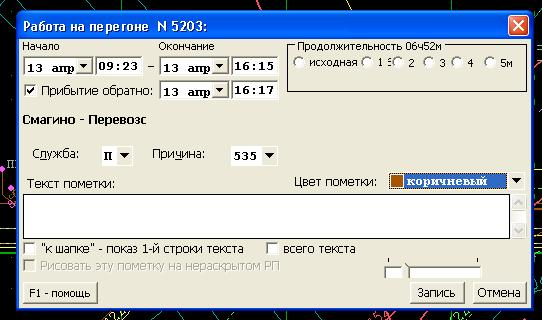 Работа на перегоне N 5203:
Начало Окончание Продолжительность 06ч52м
13 апр 09:23 – 13 апр 16:15 исходная 1 2 3 4 5м
Прибытие обратно: 13 апр 16:17
Смагино - Перевозс
Служба: П Причина: 535
Текст пометки: Цвет пометки: коричневый
"к шапке" - показ 1-й строки текста всего текста
Рисовать эту пометку на нераскрытом РП
F1 - помощь Запись Отмена